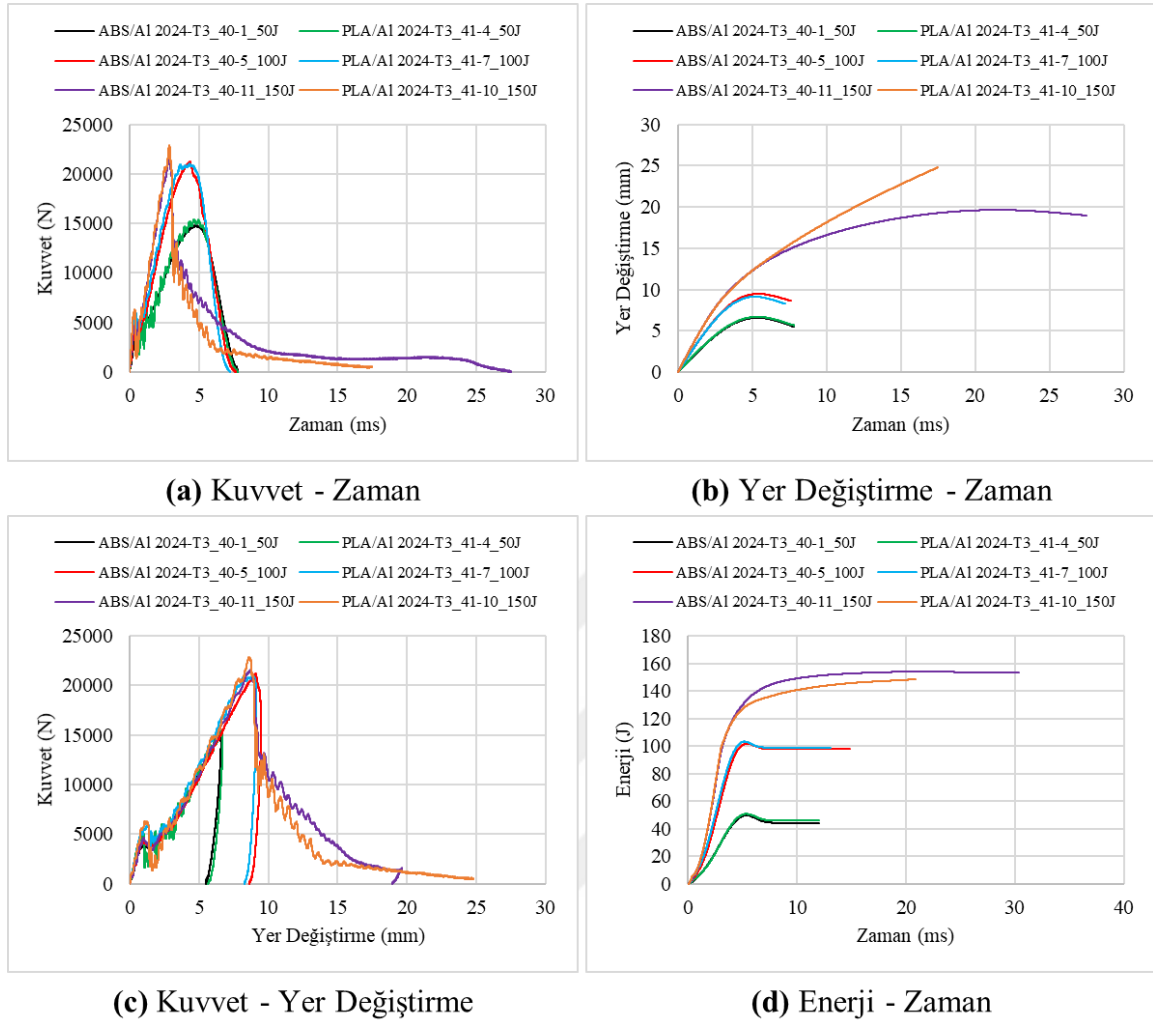 ABS/Al 2024-T3_40-1_50J PLA/Al 2024-T3_41-4_50J
ABS/Al 2024-T3_40-5_100J PLA/Al 2024-T3_41-7_100J
ABS/Al 2024-T3_40-11_150J PLA/Al 2024-T3_41-10_150J
25000
20000
15000
10000
5000
0
Kuvvet (N)
0 5 10 15 20 25 30
Zaman (ms)
(a) Kuvvet - Zaman
ABS/Al 2024-T3_40-1_50J PLA/Al 2024-T3_41-4_50J
ABS/Al 2024-T3_40-5_100J PLA/Al 2024-T3_41-7_100J
ABS/Al 2024-T3_40-11_150J PLA/Al 2024-T3_41-10_150J
30
25
20
15
10
5
0
Yer Değiştirme (mm)
0 5 10 15 20 25 30
Zaman (ms)
(b) Yer Değiştirme - Zaman
ABS/Al 2024-T3_40-1_50J PLA/Al 2024-T3_41-4_50J
ABS/Al 2024-T3_40-5_100J PLA/Al 2024-T3_41-7_100J
ABS/Al 2024-T3_40-11_150J PLA/Al 2024-T3_41-10_150J
25000
20000
15000
10000
5000
0
Kuvvet (N)
0 5 10 15 20 25 30
Yer Değiştirme (mm)
(c) Kuvvet - Yer Değiştirme
ABS/Al 2024-T3_40-1_50J PLA/Al 2024-T3_41-4_50J
ABS/Al 2024-T3_40-5_100J PLA/Al 2024-T3_41-7_100J
ABS/Al 2024-T3_40-11_150J PLA/Al 2024-T3_41-10_150J
180
160
140
120
100
80
60
40
20
0
Enerji (J)
0 10 20 30 40
Zaman (ms)
(d) Enerji - Zaman